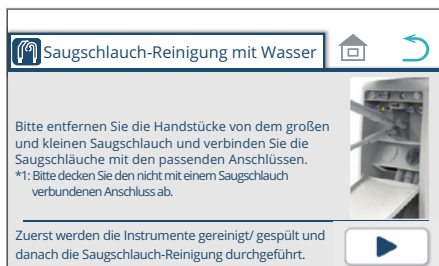 Saugschlauch-Reinigung mit Wasser
Bitte entfernen Sie die Handstücke von dem großen
und kleinen Saugschlauch und verbinden Sie die
Saugschläuche mit den passenden Anschlüssen.
*1: Bitte decken Sie den nicht mit einem Saugschlauch
verbundenen Anschluss ab.
Zuerst werden die Instrumente gereinigt/ gespült und
danach die Saugschlauch-Reinigung durchgeführt.